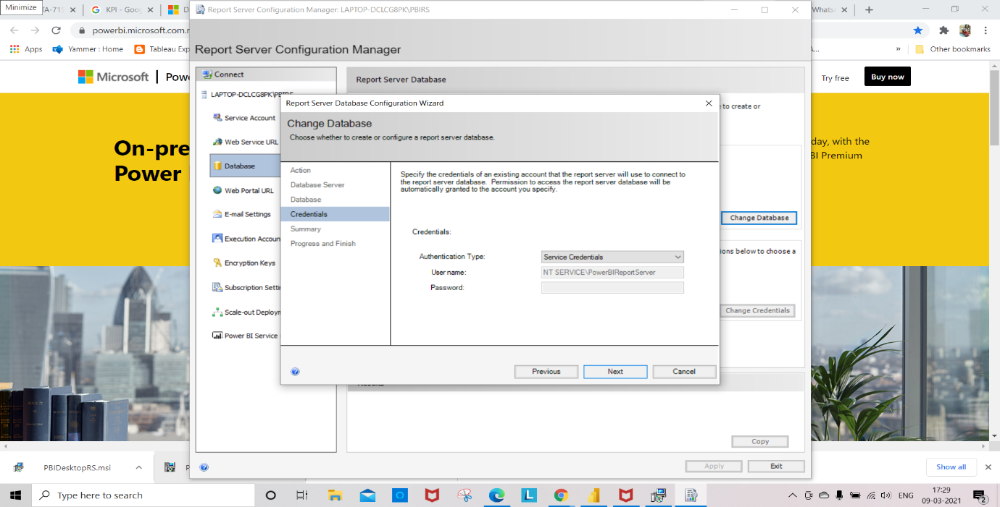 Minimize
TA-715
KPI - Goo
D
Report Server Configuration Manager: LAPTOP-DCLCG8PK\PBIRS
Whats
powerbi.microsoft.com
Apps
Yammer : Home
Tableau Exp
»
Other bookmarks
Report Server Configuration Manager
Microsoft
Pow
Try free
Buy now
Connect
Report Server Database
LAPTOP-DCLCG8PK\PBIRS
Service Account
Web Service URL
Database
Web Portal URL
E-mail Settings
Execution Accoun
Encryption Keys
Subscription Setti
Scale-out Deploym
Power BI Service
to create or
Change Database
ions below to choose a
Change Credentials
On-pre
Power
day, with the
BI Premium
Report Server Database Configuration Wizard
Change Database
Choose whether to create or configure a report server database.
Action
Database Server
Database
Credentials
Summary
Progress and Finish
Specify the credentials of an existing account that the report server will use to connect to
the report server database. Permission to access the report server database will be
automatically granted to the account you specify.
Credentials:
Authentication Type:
Service Credentials
User name:
NT SERVICE\PowerBIReportServer
Password:
Previous
Next
Cancel
Copy
Apply
Exit
PBIDesktopRS.msi
Show all
Type here to search
ENG
17:29
09-03-2021
2